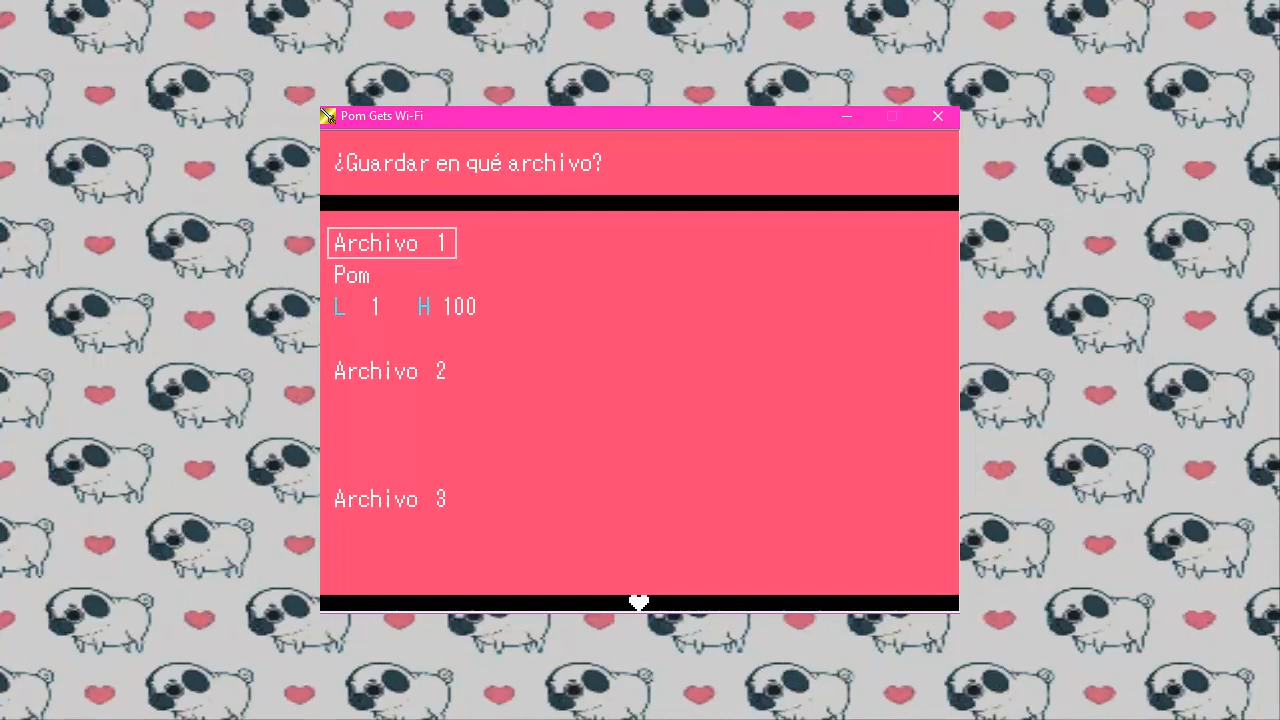 Pom Gets Wi-Fi
¿Guardar en qué archivo?
Archivo 1
Pom
L 1 H 100
Archivo 2
Archivo 3